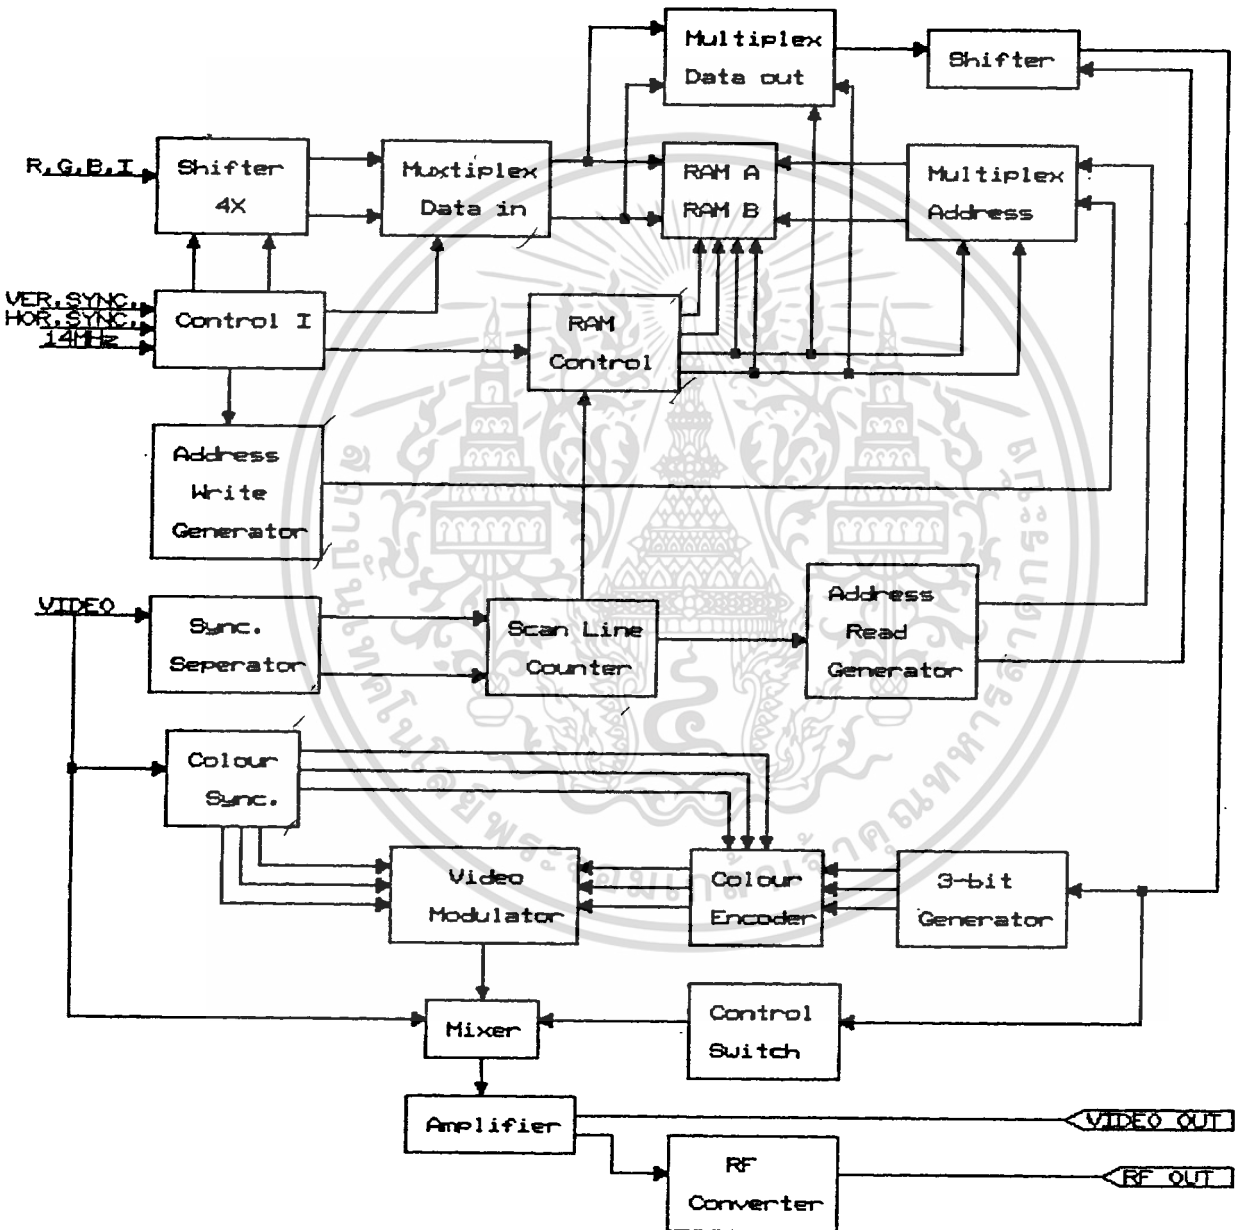 Multiplex
Data out
Shifter
R,G,B,I
Shifter
4X
Muxtiplex
Data in
RAM A
RAM B
Multiplex
Address
VER.SYNC.
HOR.SYNC.
14MHz
Control I
RAM
Control
Address
Write
Generator
VIDEO
Sync.
Seperator
Scan Line
Counter
Address
Read
Generator
Colour
Sync.
Video
Modulator
Colour
Encoder
3-bit
Generator
Mixer
Control
Switch
Amplifier
VIDEO OUT
RF
Converter
RF OUT